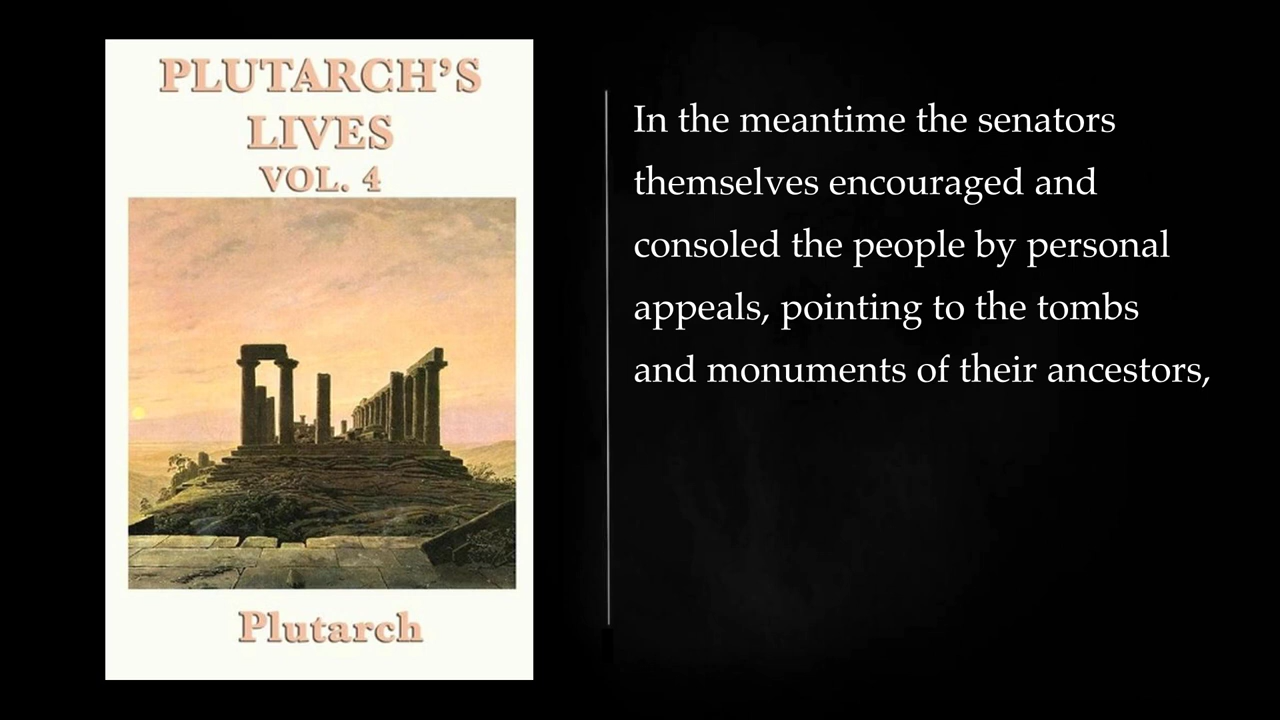 PLUTARCH'S
LIVES
VOL. 4
Plutarch
In the meantime the senators
themselves encouraged and
consoled the people by personal
appeals, pointing to the tombs
and monuments of their ancestors,